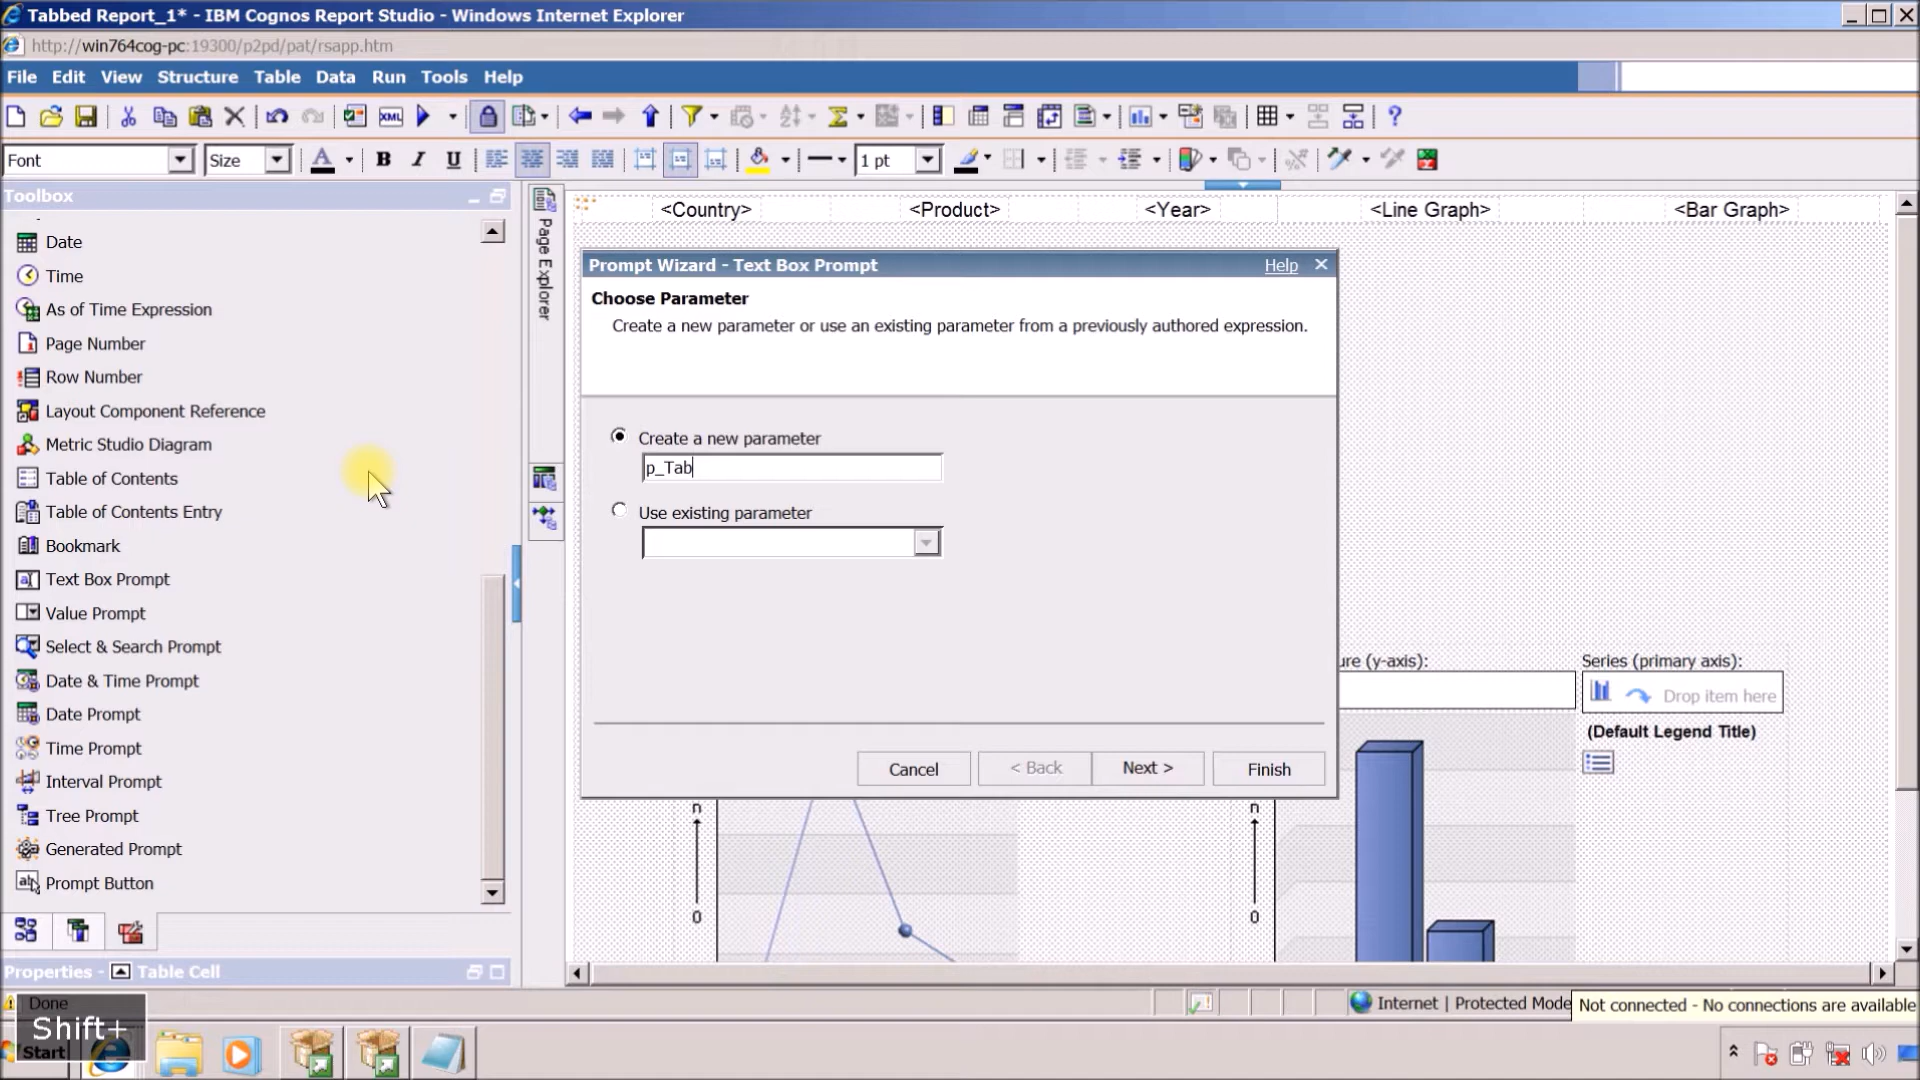 Tabbed Report_1* - IBM Cognos Report Studio - Windows Internet Explorer
http://win764cog-pc:19300/p2pd/pat/rsapp.htm
File Edit View Structure Table Data Run Tools Help
XML
Font Size A B I U 1 pt
Toolbox
Date
Time
As of Time Expression
Page Number
Row Number
Layout Component Reference
Metric Studio Diagram
Table of Contents
Table of Contents Entry
Bookmark
Text Box Prompt
Value Prompt
Select & Search Prompt
Date & Time Prompt
Date Prompt
Time Prompt
Interval Prompt
Tree Prompt
Generated Prompt
Prompt Button
Properties - Table Cell
Page Explorer
<Country> <Product> <Year> <Line Graph> <Bar Graph>
Prompt Wizard - Text Box Prompt Help
Choose Parameter
Create a new parameter or use an existing parameter from a previously authored expression.
Create a new parameter
p_Tab
Use existing parameter
Cancel < Back Next > Finish
ure (y-axis):
Series (primary axis):
Drop item here
(Default Legend Title)
n n
0 0
Done
Internet | Protected Mode
Not connected - No connections are available
Shift+
Start